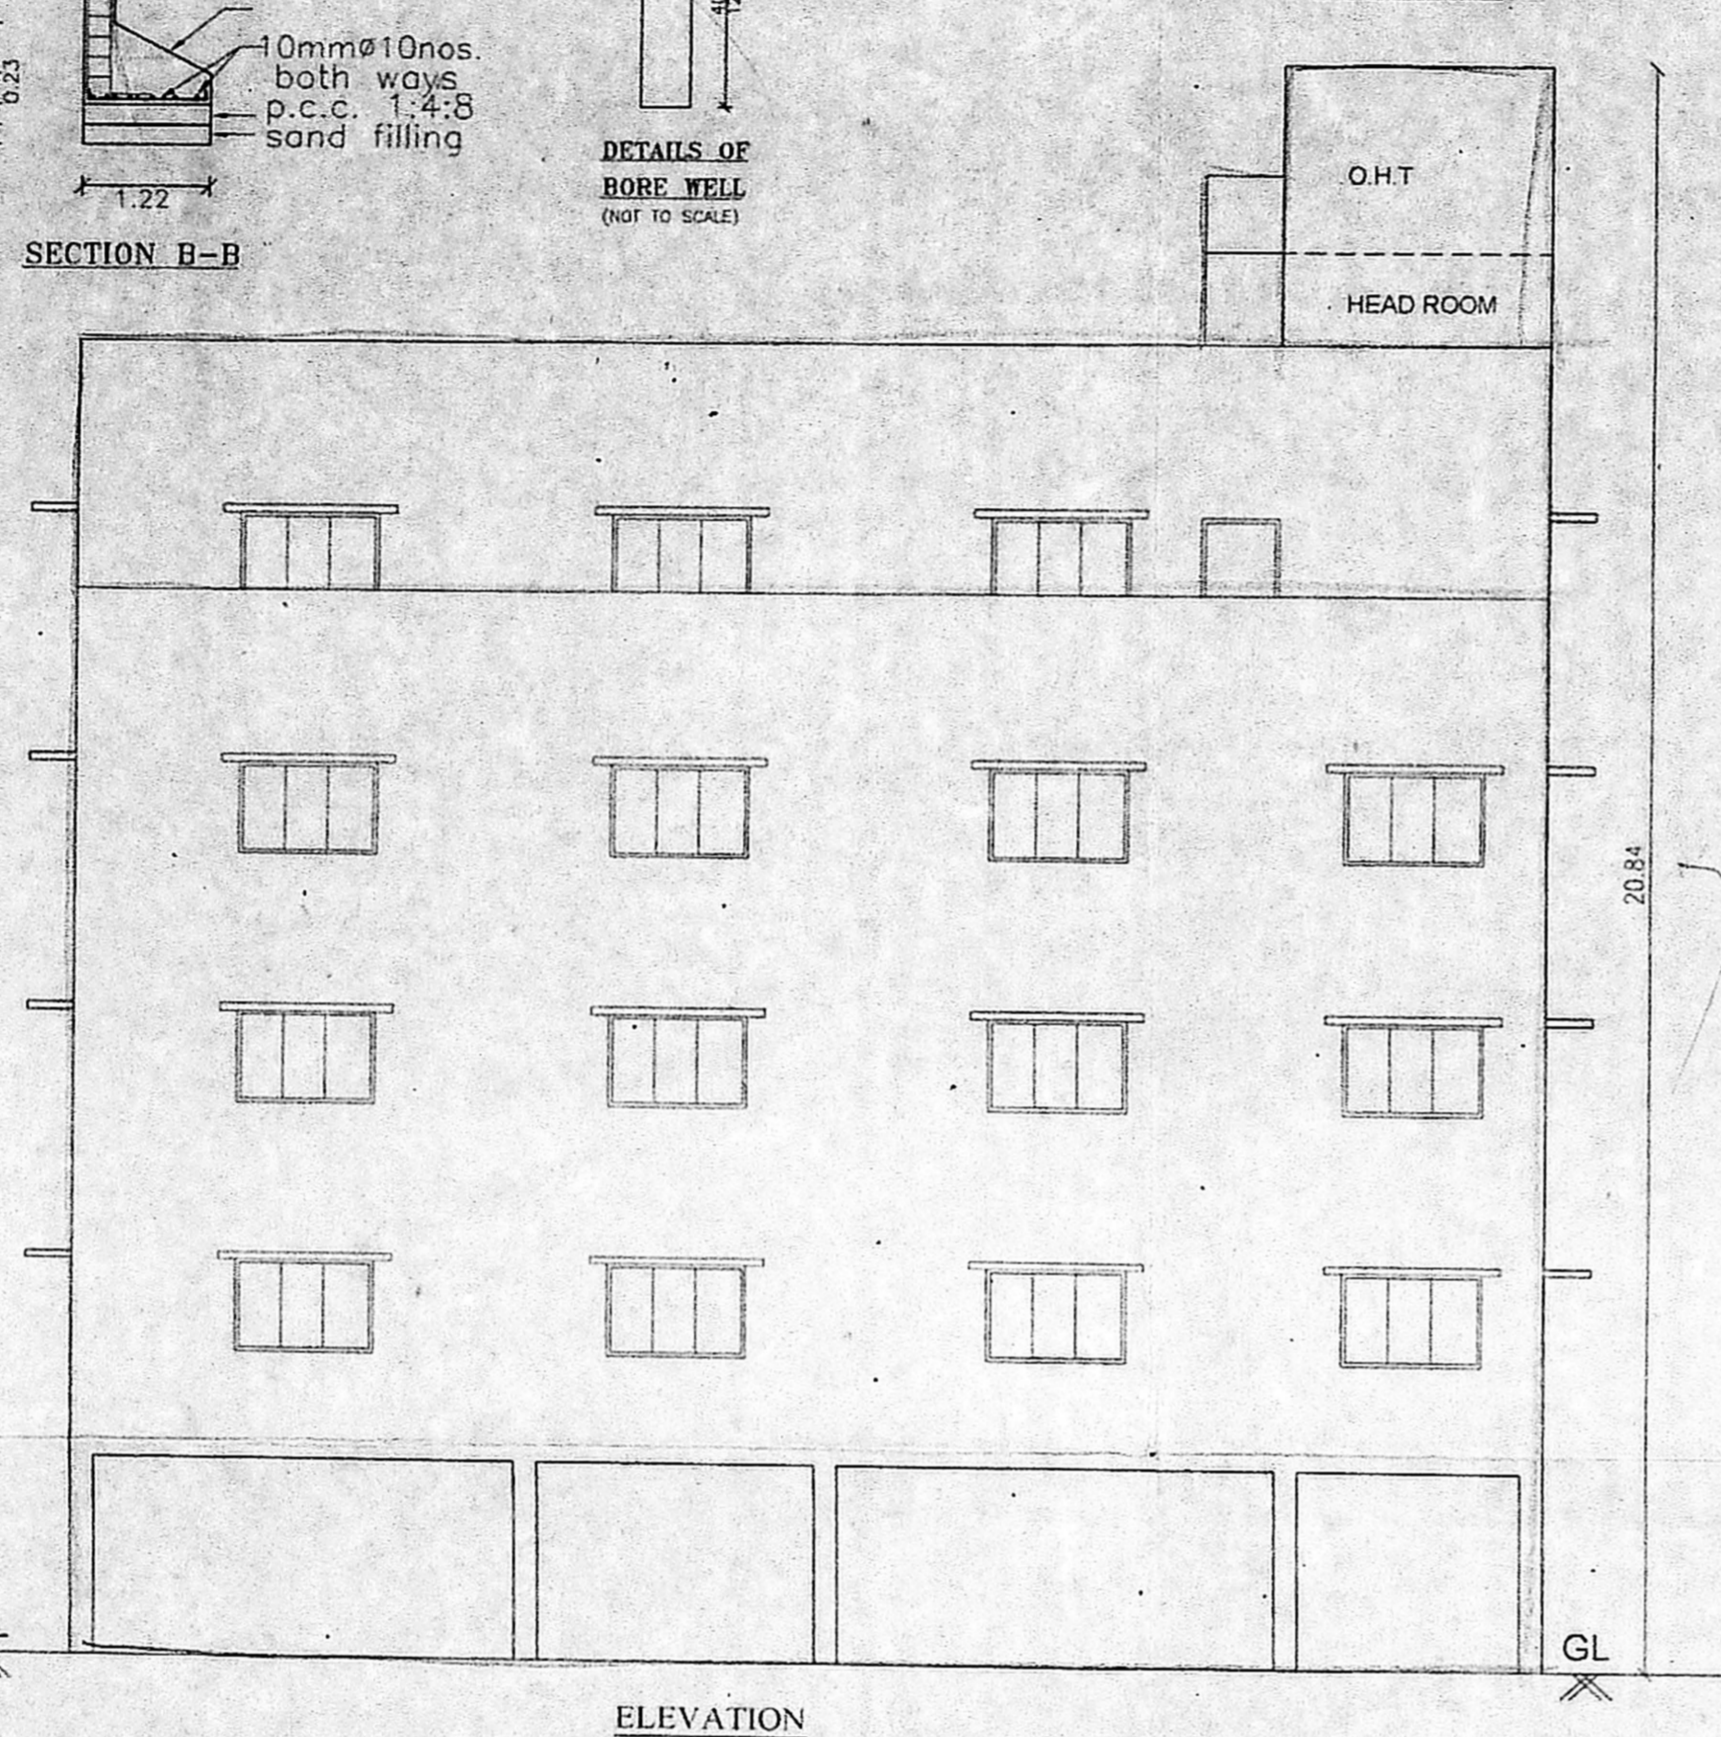 0.23
10mmø10nos.
both ways
p.c.c. 1:4:8
sand filling
1.22
SECTION B-B
DETAILS OF
BORE WELL
(NOT TO SCALE)
O.H.T
HEAD ROOM
20.84
GL
ELEVATION